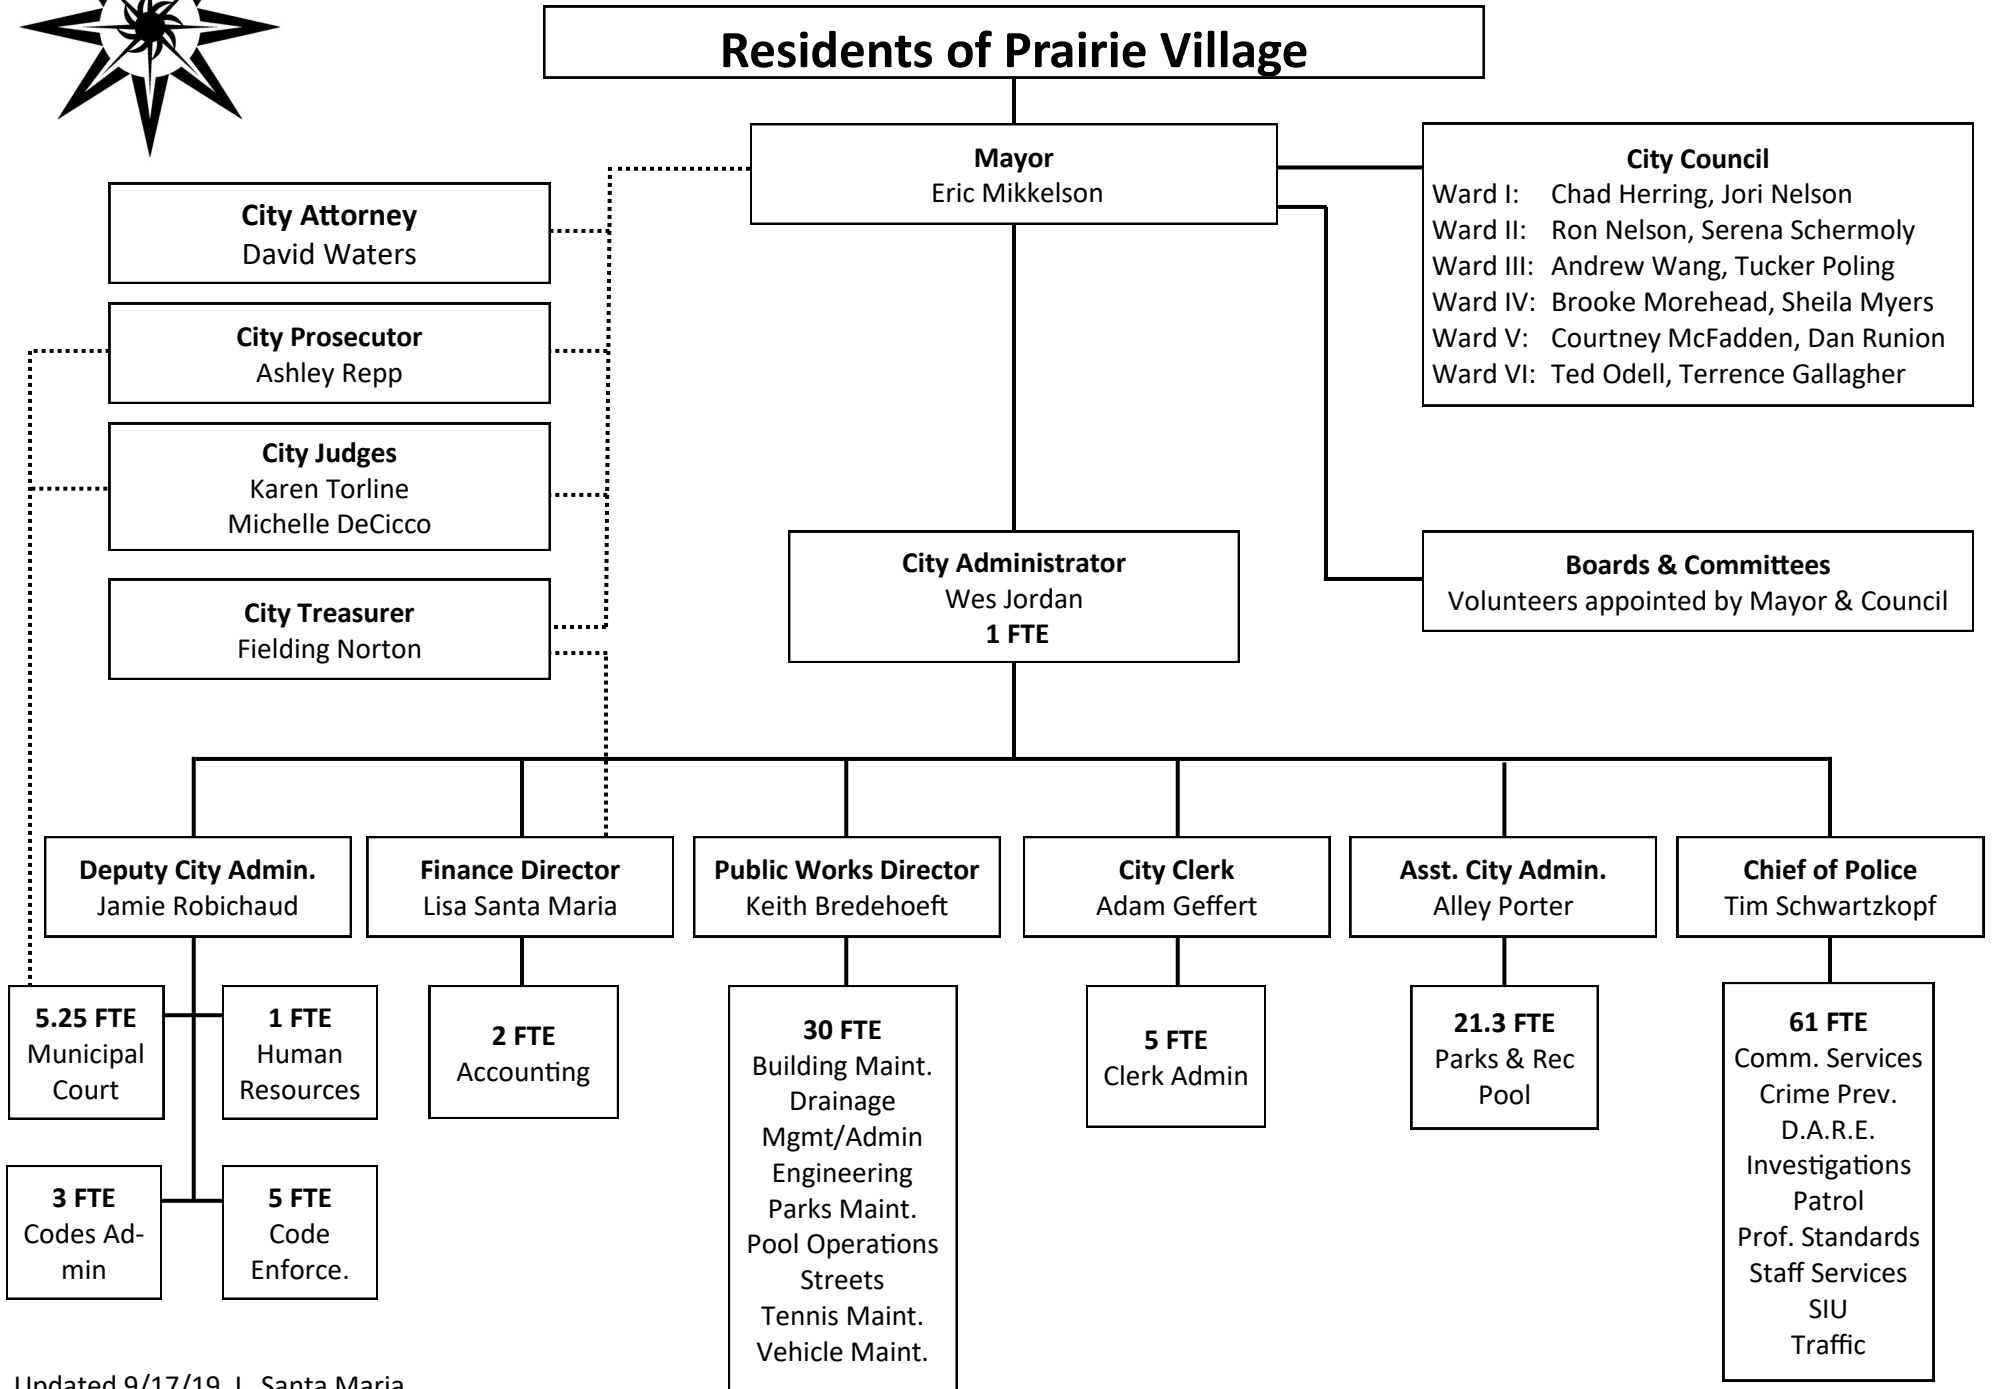 Residents of Prairie Village
Mayor
Eric Mikkelson
City Council
Ward I: Chad Herring, Jori Nelson
Ward II: Ron Nelson, Serena Schermoly
Ward III: Andrew Wang, Tucker Poling
Ward IV: Brooke Morehead, Sheila Myers
Ward V: Courtney McFadden, Dan Runion
Ward VI: Ted Odell, Terrence Gallagher
City Attorney
David Waters
City Prosecutor
Ashley Repp
City Judges
Karen Torline
Michelle DeCicco
City Treasurer
Fielding Norton
City Administrator
Wes Jordan
1 FTE
Boards & Committees
Volunteers appointed by Mayor & Council
Deputy City Admin.
Jamie Robichaud
Finance Director
Lisa Santa Maria
Public Works Director
Keith Bredehoeft
City Clerk
Adam Geffert
Asst. City Admin.
Alley Porter
Chief of Police
Tim Schwartzkopf
5.25 FTE
Municipal
Court
1 FTE
Human
Resources
3 FTE
Codes Ad-
min
5 FTE
Code
Enforce.
2 FTE
Accounting
30 FTE
Building Maint.
Drainage
Mgmt/Admin
Engineering
Parks Maint.
Pool Operations
Streets
Tennis Maint.
Vehicle Maint.
5 FTE
Clerk Admin
21.3 FTE
Parks & Rec
Pool
61 FTE
Comm. Services
Crime Prev.
D.A.R.E.
Investigations
Patrol
Prof. Standards
Staff Services
SIU
Traffic
Updated 9/17/19 L. Santa Maria